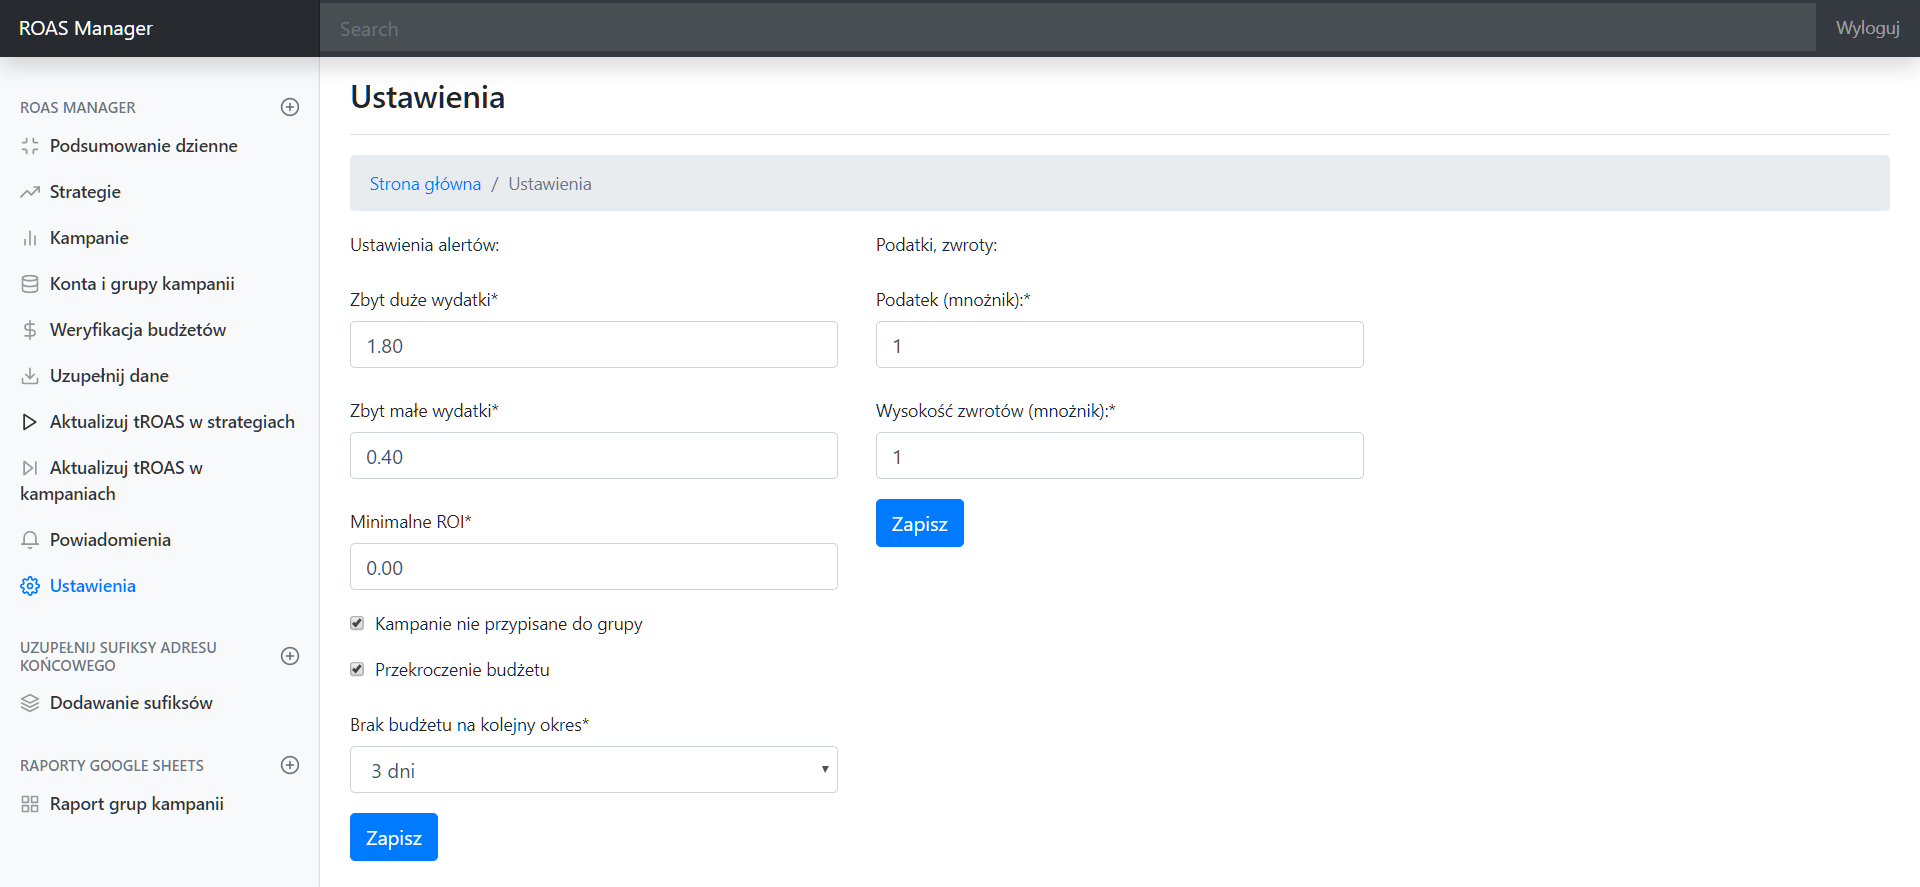 ROAS Manager
Search
Wyloguj
ROAS MANAGER
Podsumowanie dzienne
Strategie
Kampanie
Konta i grupy kampanii
Weryfikacja budżetów
Uzupełnij dane
Aktualizuj tROAS w strategiach
Aktualizuj tROAS w
kampaniach
Powiadomienia
Ustawienia
UZUPEŁNIJ SUFIKSY ADRESU
KOŃCOWEGO
Dodawanie sufiksów
RAPORTY GOOGLE SHEETS
Raport grup kampanii
Ustawienia
Strona główna / Ustawienia
Ustawienia alertów:
Zbyt duże wydatki*
1.80
Zbyt małe wydatki*
0.40
Minimalne ROI*
0.00
Kampanie nie przypisane do grupy
Przekroczenie budżetu
Brak budżetu na kolejny okres*
3 dni
Zapisz
Podatki, zwroty:
Podatek (mnożnik):*
1
Wysokość zwrotów (mnożnik):*
1
Zapisz